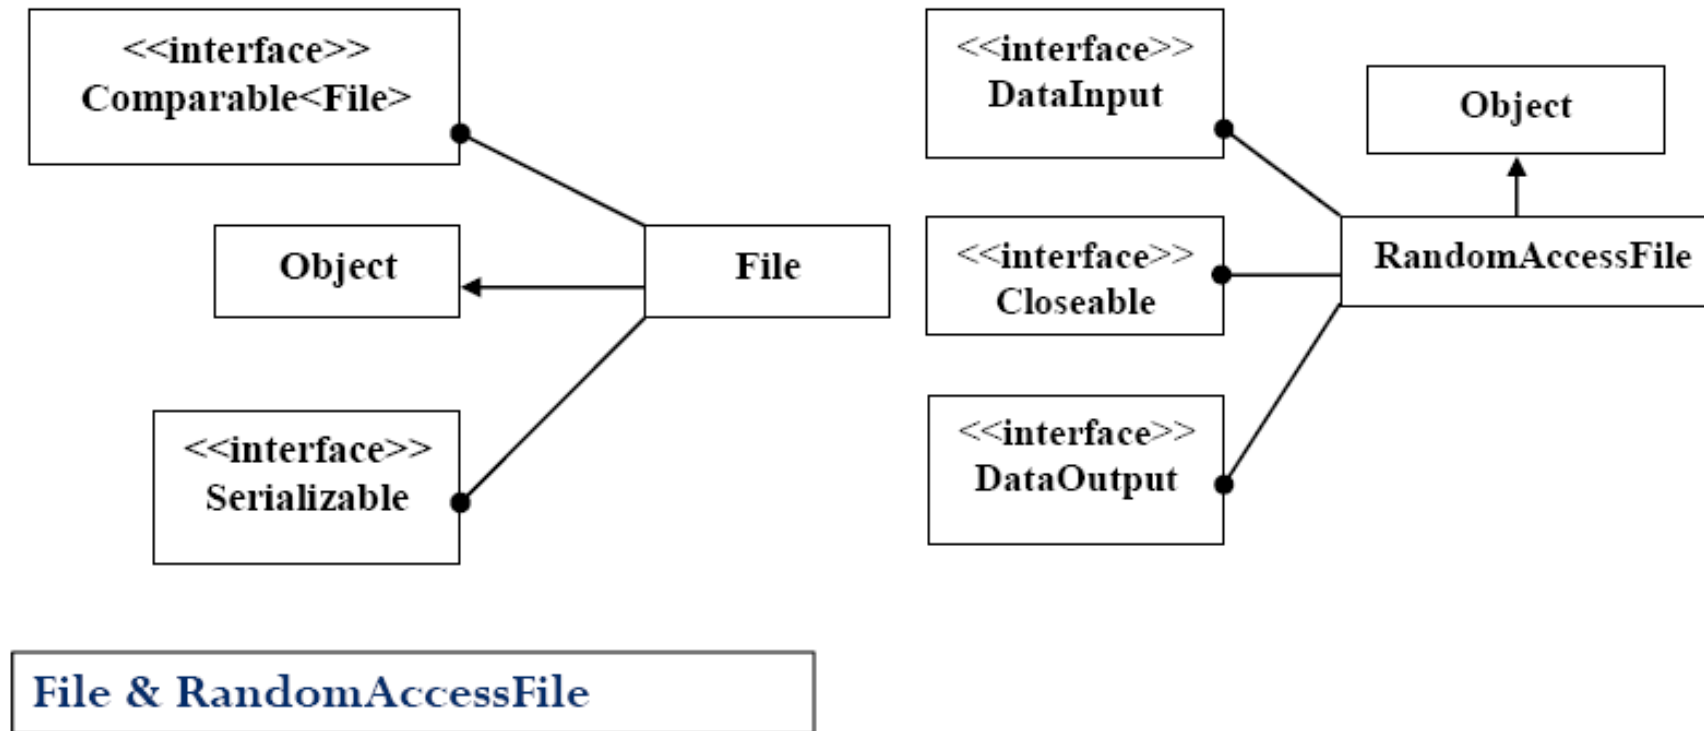 <<interface>>
Comparable<File>
Object
File
<<interface>>
Serializable
<<interface>>
DataInput
Object
<<interface>>
Closeable
RandomAccessFile
<<interface>>
DataOutput
File & RandomAccessFile